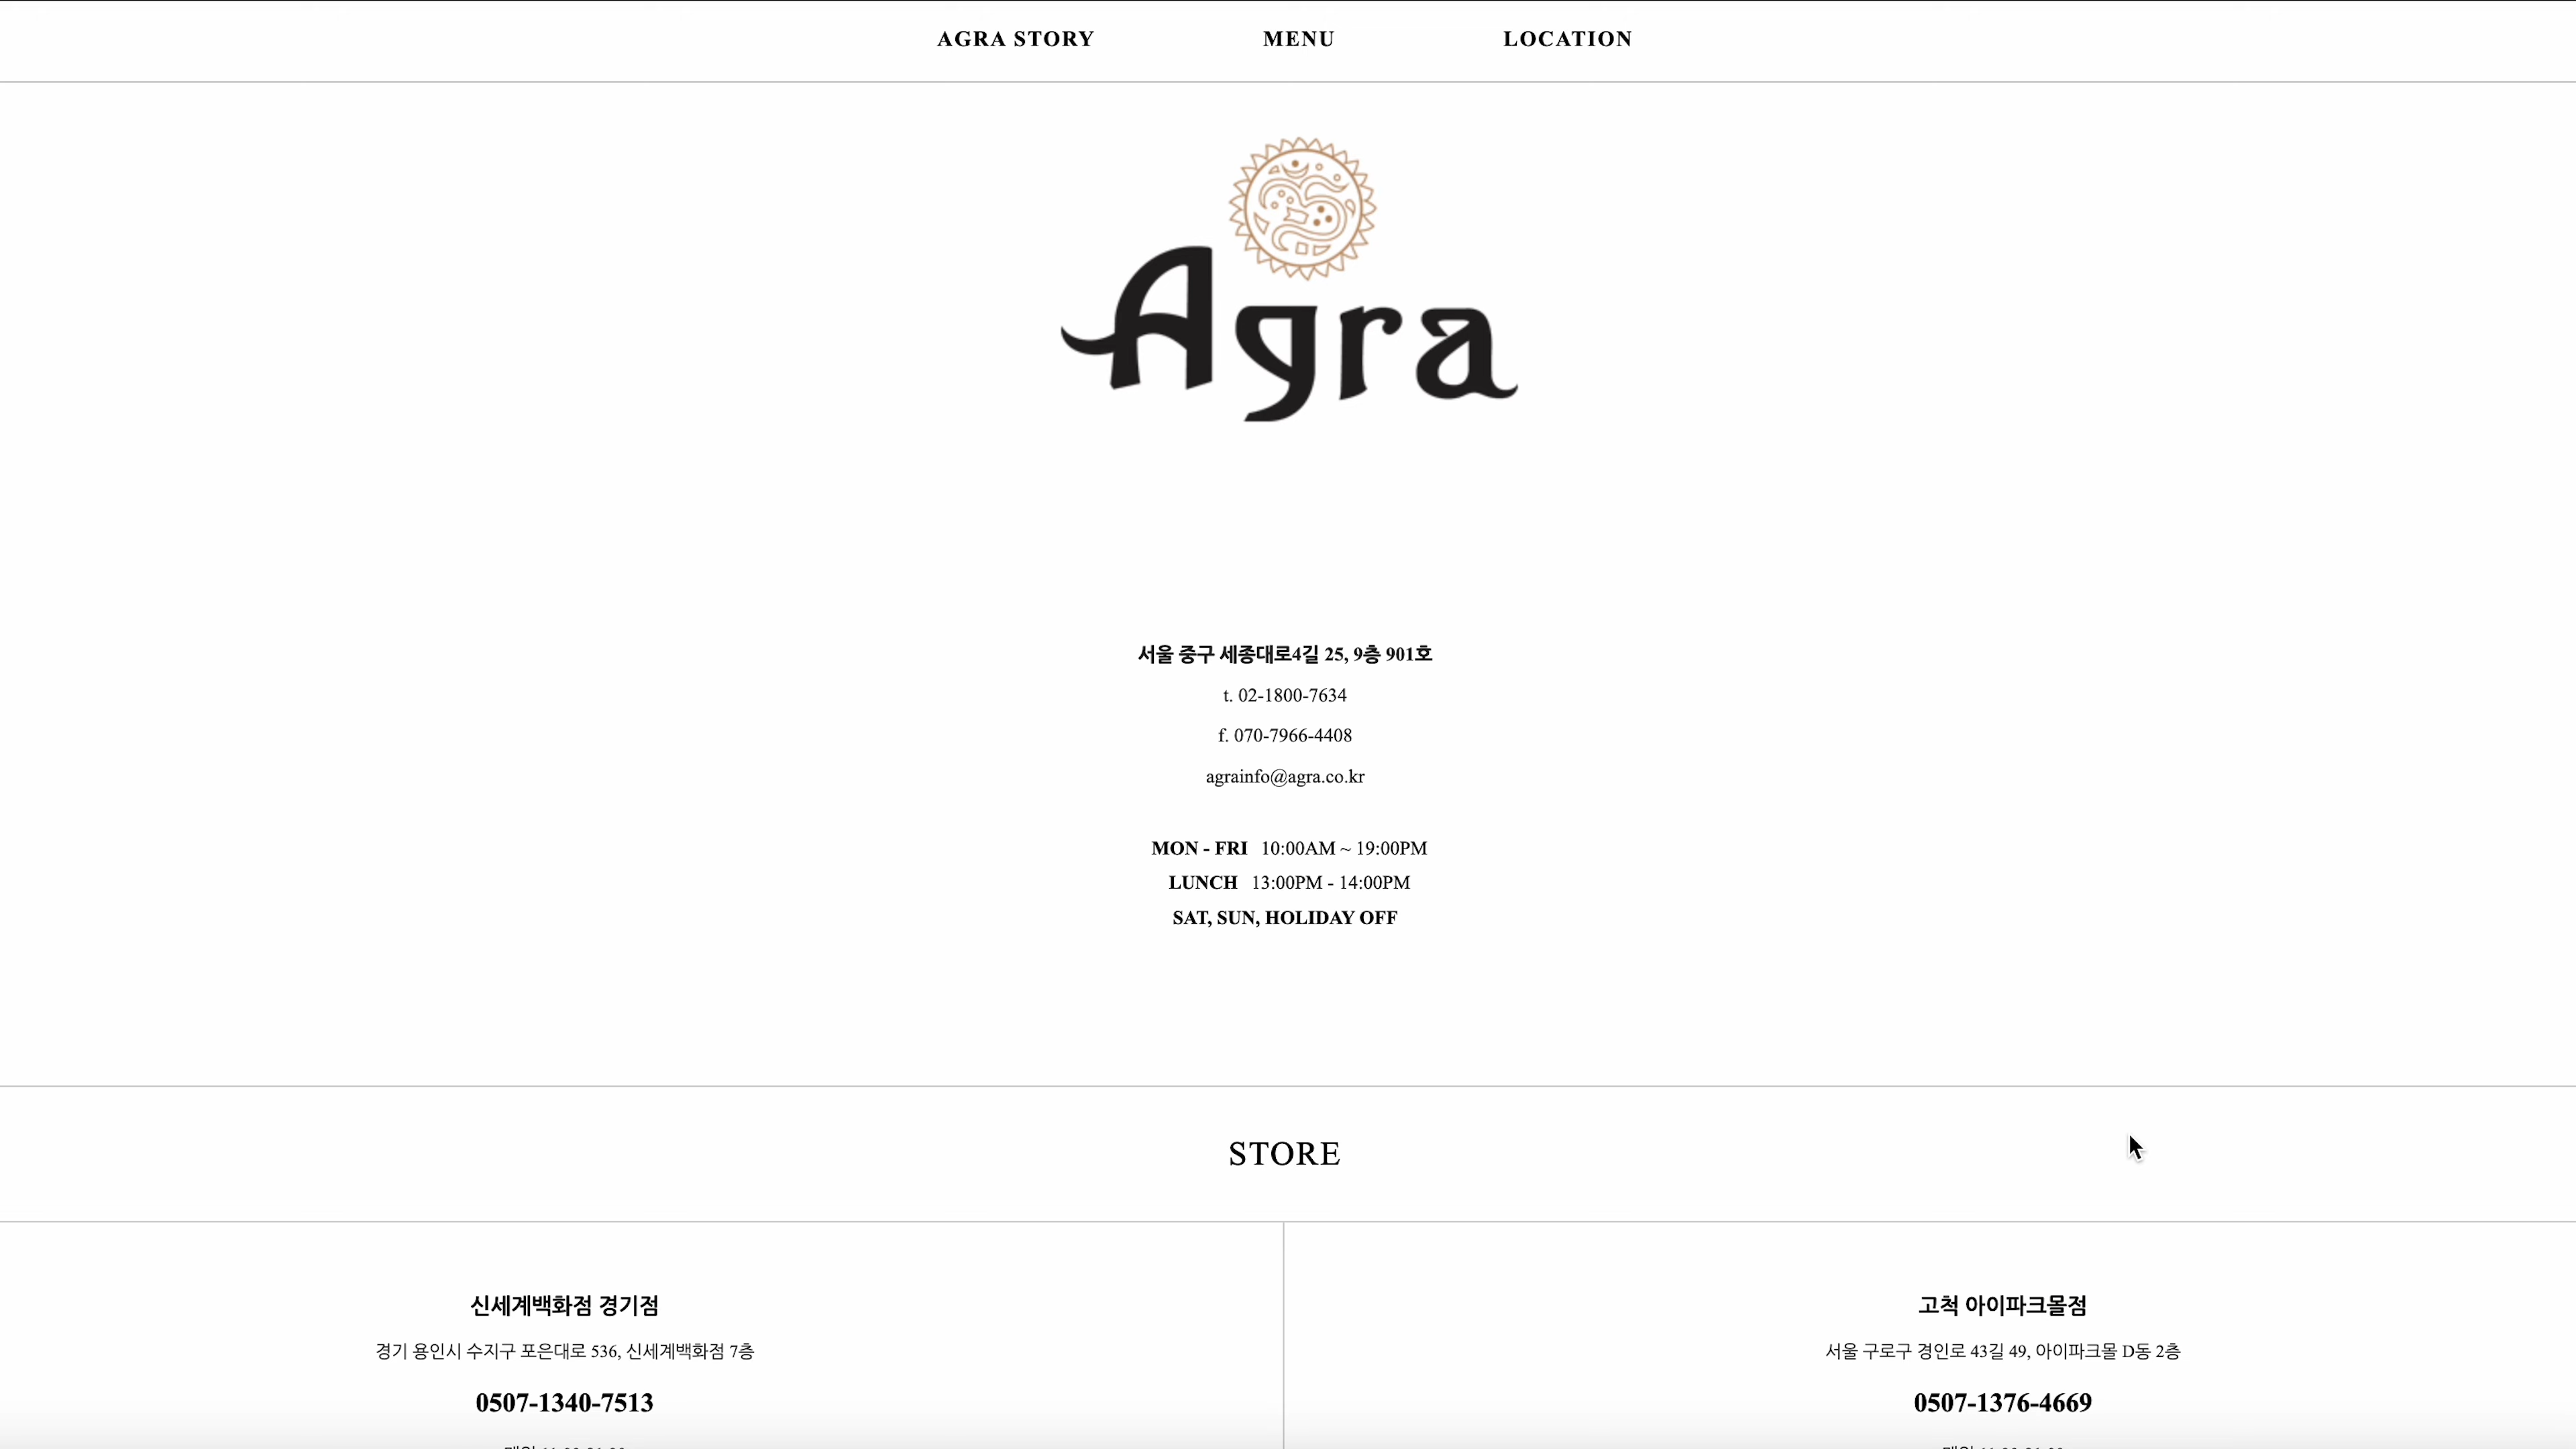 AGRA STORY MENU LOCATION
Agra
서울 중구 세종대로4길 25, 9층 901호
t. 02-1800-7634
f. 070-7966-4408
agrainfo@agra.co.kr
MON - FRI 10:00AM ~ 19:00PM
LUNCH 13:00PM - 14:00PM
SAT, SUN, HOLIDAY OFF
STORE
신세계백화점 경기점
경기 용인시 수지구 포은대로 536, 신세계백화점 7층
0507-1340-7513
고척 아이파크몰점
서울 구로구 경인로 43길 49, 아이파크몰 D동 2층
0507-1376-4669